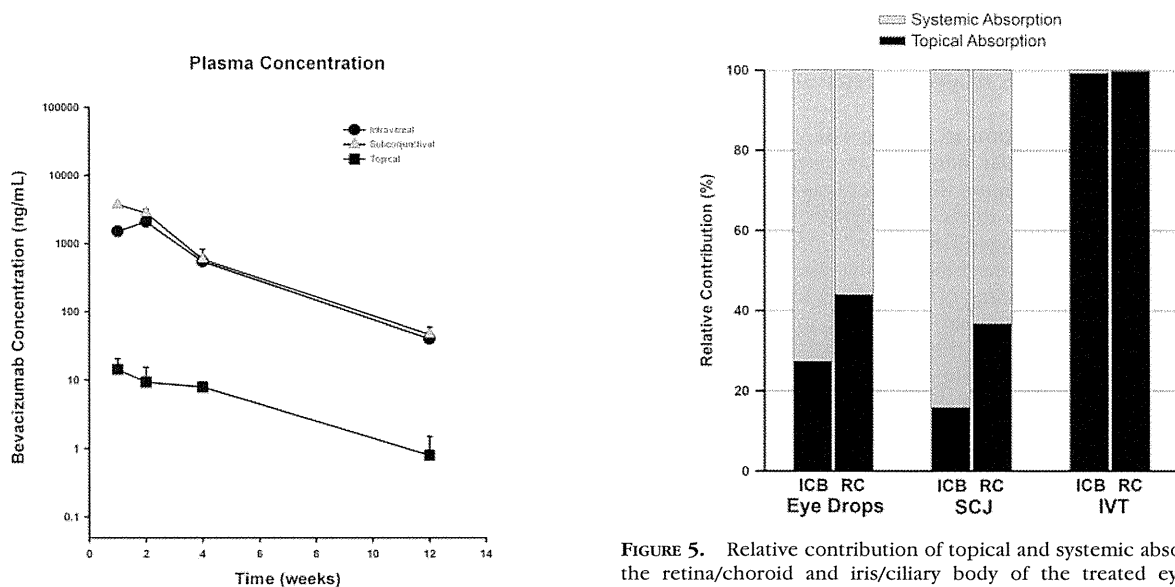 Plasma Concentration
Bevacizumab Concentration (ng/mL)
100000
10000
1000
100
10
1
0.1
Intravitreal
Subconjunctival
Topical
0 2 4 6 8 10 12 14
Time (weeks)
Systemic Absorption
Topical Absorption
Relative Contribution (%)
100
80
60
40
20
0
ICB RC ICB RC ICB RC
Eye Drops SCJ IVT
FIGURE 5. Relative contribution of topical and systemic abso
the retina/choroid and iris/ciliary body of the treated ey